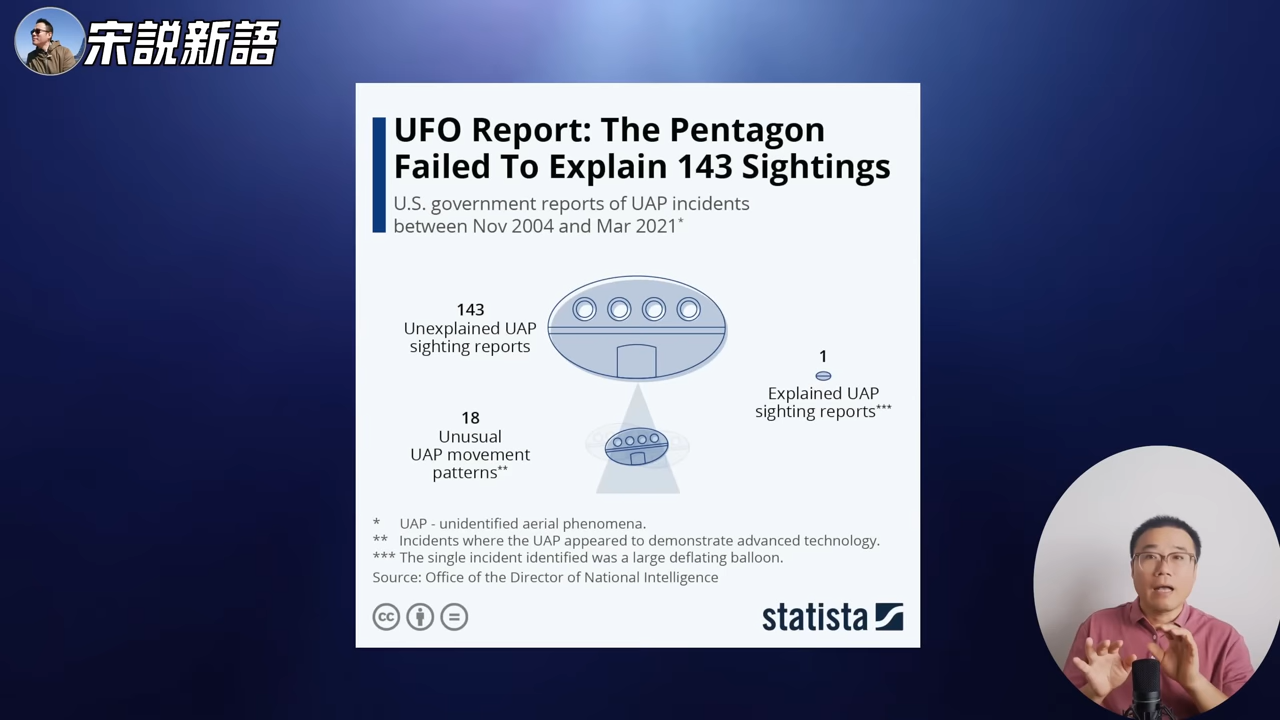 宋説新語
UFO Report: The Pentagon
Failed To Explain 143 Sightings
U.S. government reports of UAP incidents
between Nov 2004 and Mar 2021*
143
Unexplained UAP
sighting reports
1
Explained UAP
sighting reports***
18
Unusual
UAP movement
patterns**
* UAP - unidentified aerial phenomena.
** Incidents where the UAP appeared to demonstrate advanced technology.
*** The single incident identified was a large deflating balloon.
Source: Office of the Director of National Intelligence
cc
statista